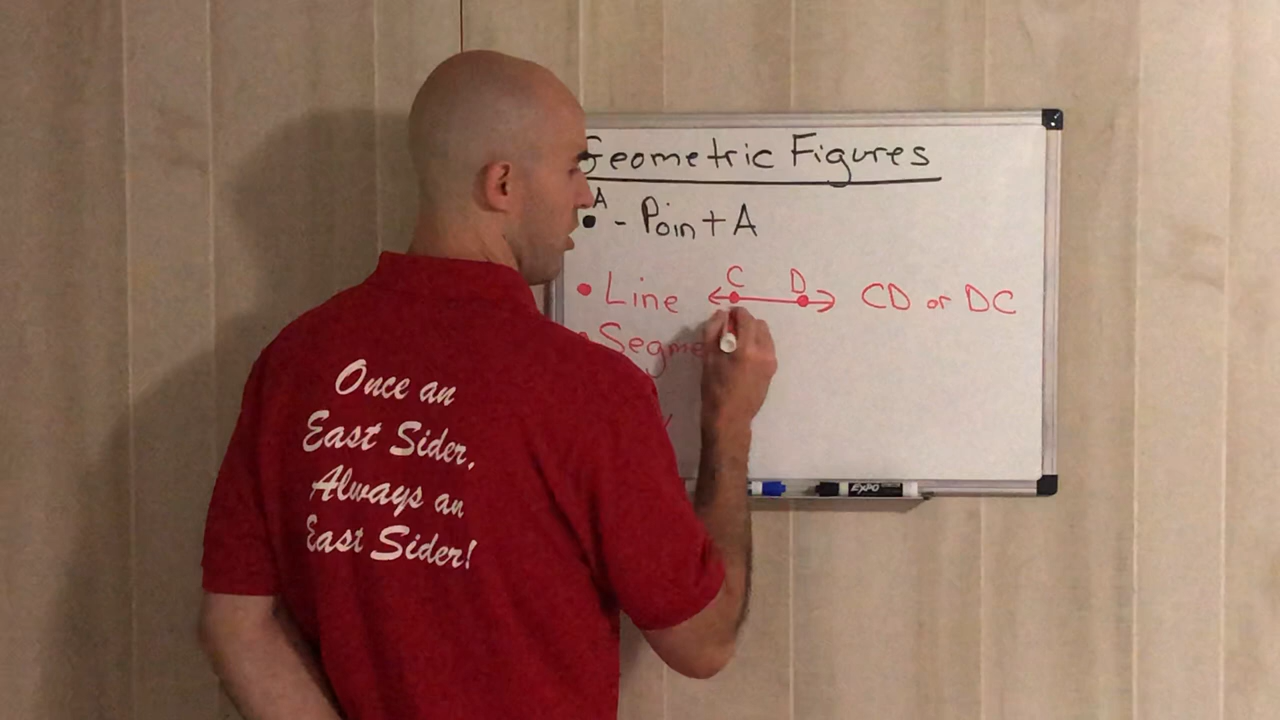 Geometric Figures
A
• - Point A
C D
• Line CD or DC
Once an
East Sider,
Always an
East Sider!
EXPO